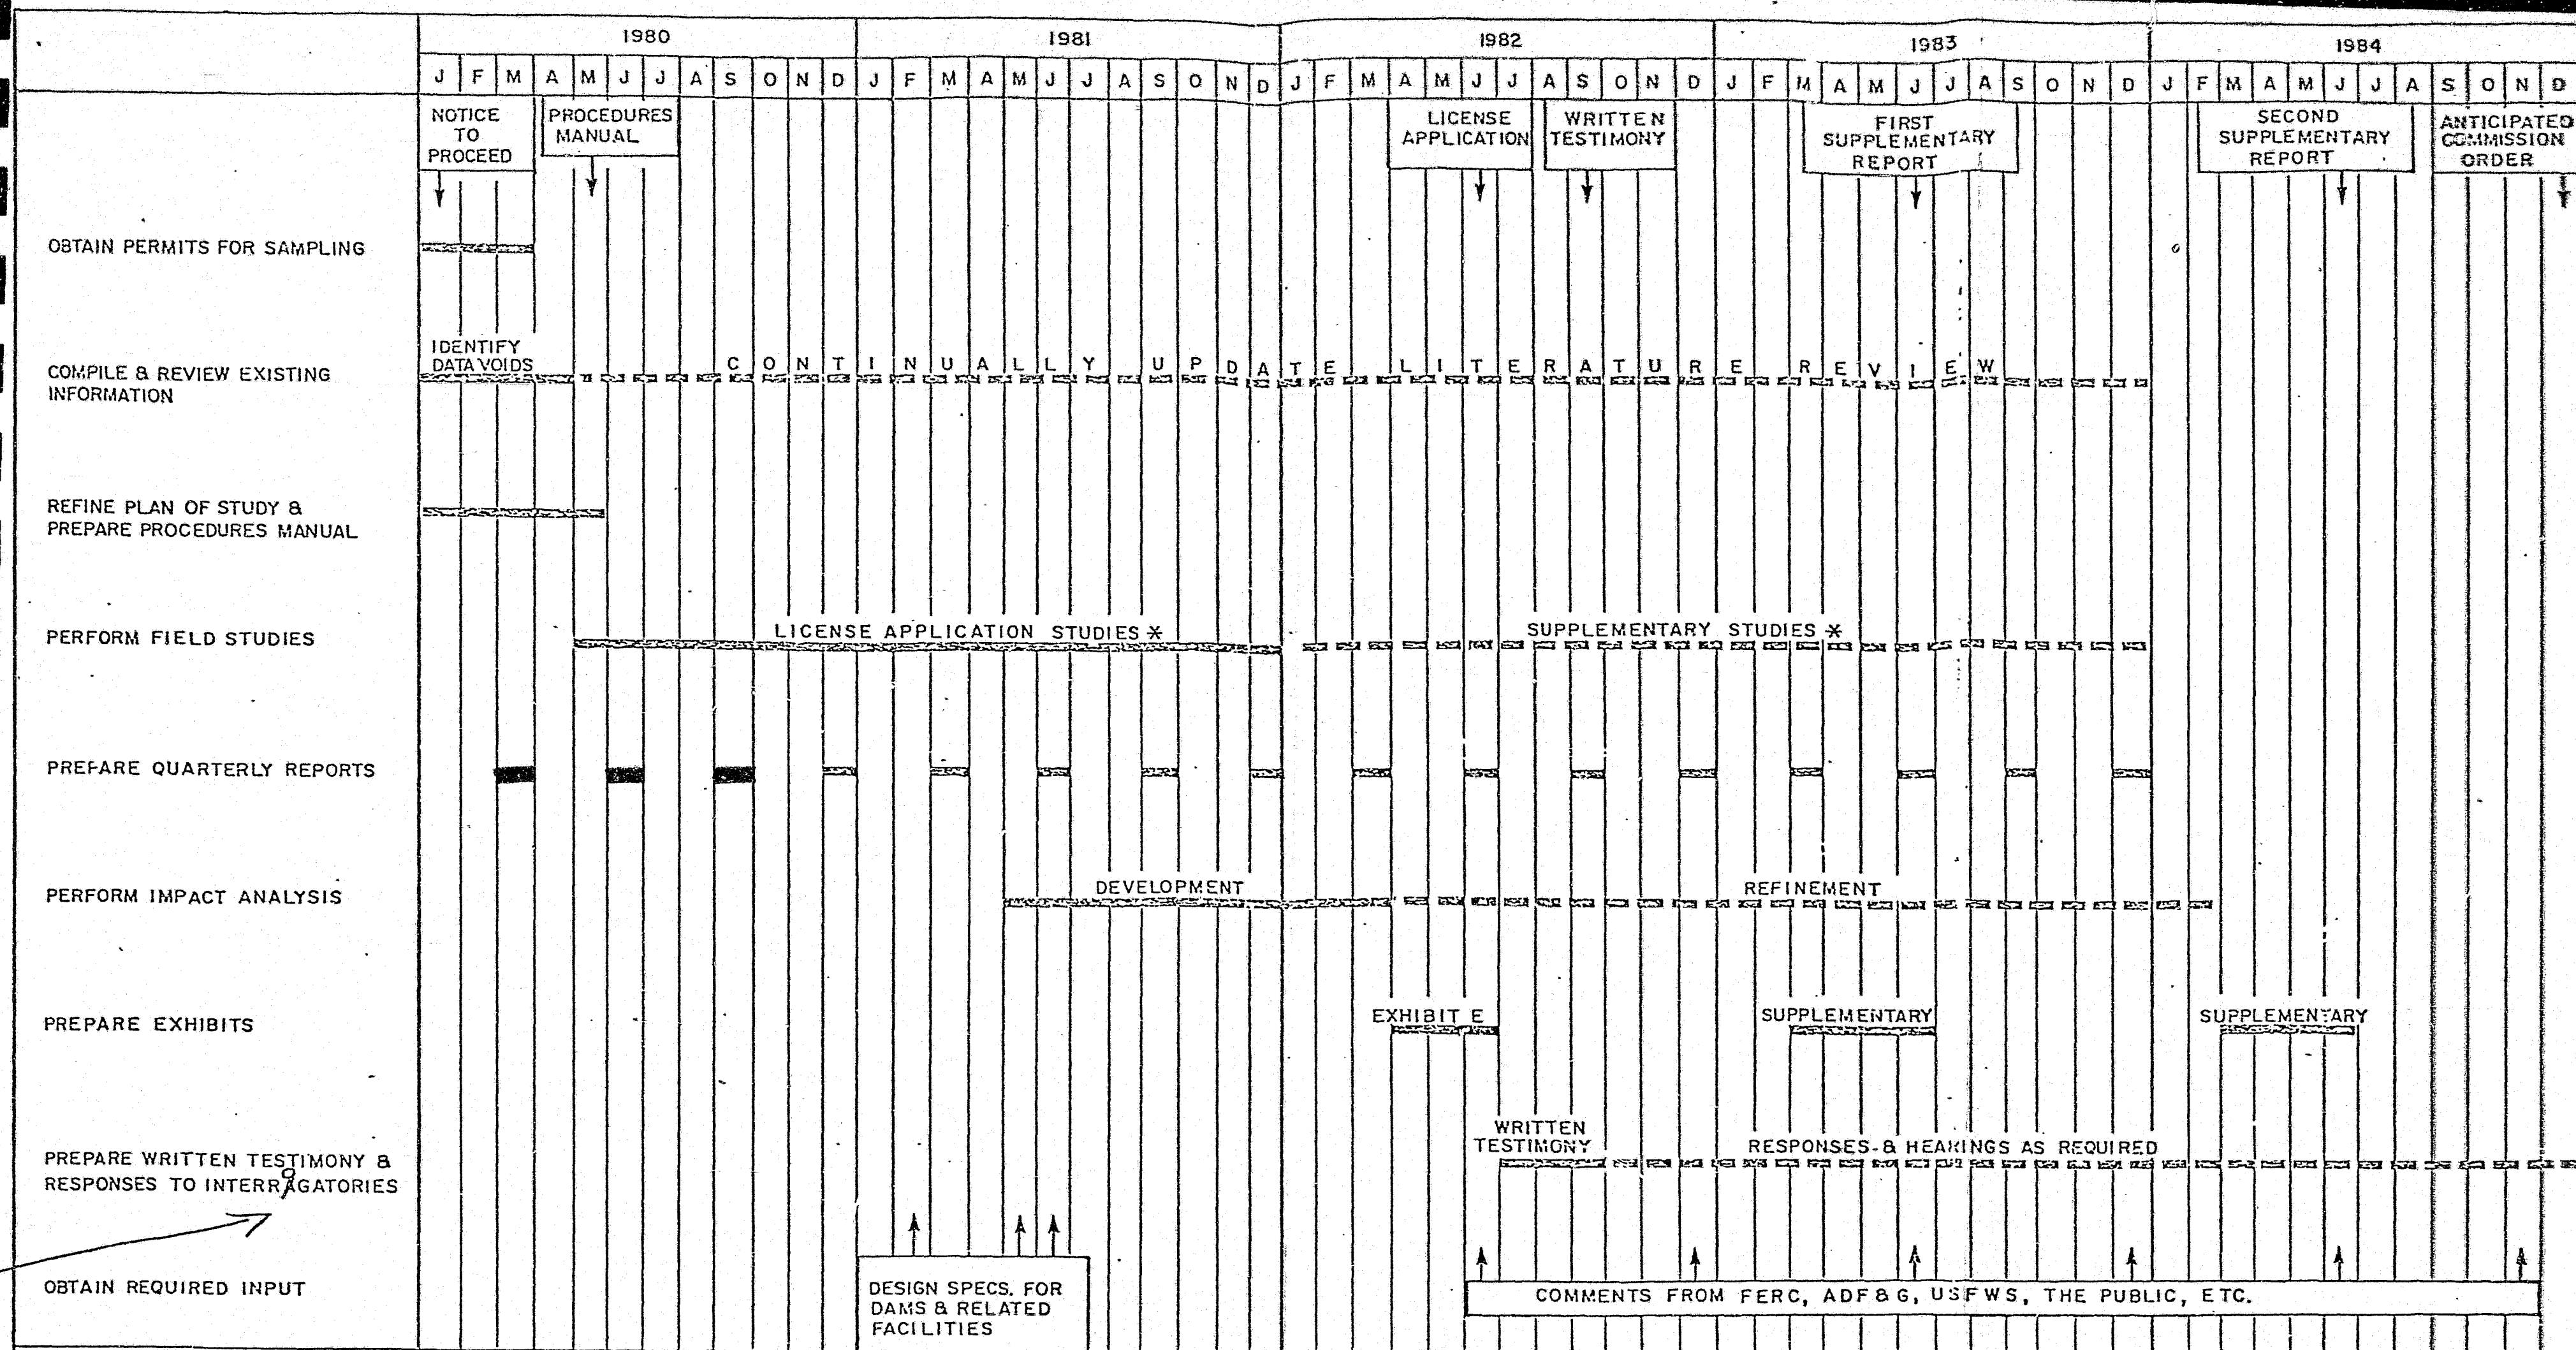 1980 1981 1982 1983 1984
J F M A M J J A S O N D J F M A M J J A S O N D J F M A M J J A S O N D J F M A M J J A S O N D J F M A M J J A S O N D
NOTICE
TO
PROCEED
PROCEDURES
MANUAL
LICENSE
APPLICATION
WRITTEN
TESTIMONY
FIRST
SUPPLEMENTARY
REPORT
SECOND
SUPPLEMENTARY
REPORT
ANTICIPATED
COMMISSION
ORDER
OBTAIN PERMITS FOR SAMPLING
COMPILE & REVIEW EXISTING
INFORMATION
IDENTIFY
DATA VOIDS
CONTINUALLY UPDATE LITERATURE REVIEW
REFINE PLAN OF STUDY &
PREPARE PROCEDURES MANUAL
PERFORM FIELD STUDIES
LICENSE APPLICATION STUDIES *
SUPPLEMENTARY STUDIES *
PREPARE QUARTERLY REPORTS
PERFORM IMPACT ANALYSIS
DEVELOPMENT
REFINEMENT
PREPARE EXHIBITS
EXHIBIT E
SUPPLEMENTARY
SUPPLEMENTARY
PREPARE WRITTEN TESTIMONY &
RESPONSES TO INTERRAGATORIES
o
WRITTEN
TESTIMONY
RESPONSES & HEARINGS AS REQUIRED
OBTAIN REQUIRED INPUT
DESIGN SPECS. FOR
DAMS & RELATED
FACILITIES
COMMENTS FROM FERC, ADF&G, USFWS, THE PUBLIC, ETC.